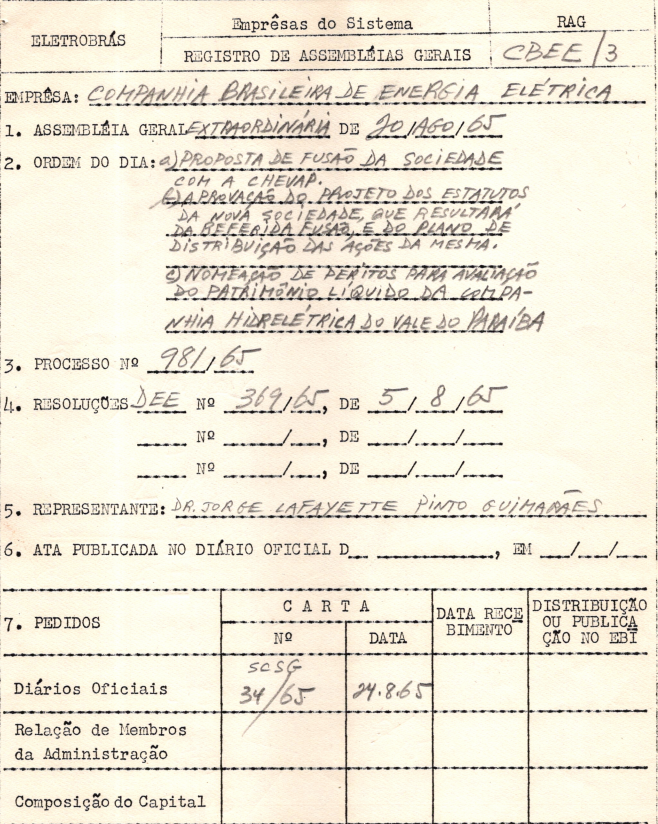 ELETROBRÁS
Emprêsas do Sistema
RAG
REGISTRO DE ASSEMBLÉIAS GERAIS
CBEE/3
EMPRÊSA: COMPANHIA BRASILEIRA DE ENERGIA ELÉTRICA
1. ASSEMBLÉIA GERAL EXTRAORDINÁRIA DE 20/AGO/65
2. ORDEM DO DIA: a) PROPOSTA DE FUSÃO DA SOCIEDADE
COM A CHEVAP.
b) APROVAÇÃO DO PROJETO DOS ESTATUTOS
DA NOVA SOCIEDADE, QUE RESULTARÁ
DA REFERIDA FUSÃO, E DO PLANO DE
DISTRIBUIÇÃO DAS AÇÕES DA MESMA.
c) NOMEAÇÃO DE PERITOS PARA AVALIAÇÃO
DO PATRIMÔNIO LÍQUIDO DA COMPA-
NHIA HIDRELÉTRICA DO VALE DO PARAÍBA
3. PROCESSO Nº 981/65
4. RESOLUÇÕES DEE Nº 369/65, DE 5/8/65
Nº /, DE / /
Nº /, DE / /
5. REPRESENTANTE: DR. JORGE LAFAYETTE PINTO GUIMARÃES
6. ATA PUBLICADA NO DIÁRIO OFICIAL D , EM / /
7. PEDIDOS
CARTA
Nº
DATA
DATA RECE
BIMENTO
DISTRIBUIÇÃO
OU PUBLICA
ÇÃO NO EBI
Diários Oficiais
SCSG
34/65
24.8.65
Relação de Membros
da Administração
Composição do Capital